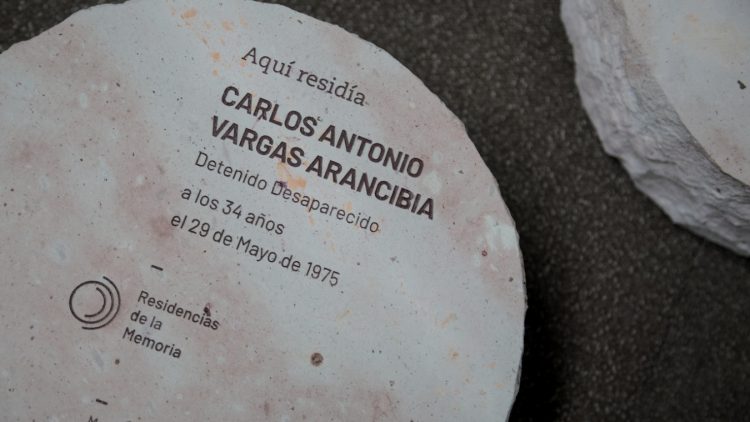 Aquí residía
CARLOS ANTONIO
VARGAS ARANCIBIA
Detenido Desaparecido
a los 34 años
el 29 de Mayo de 1975
Residencias
de la
Memoria